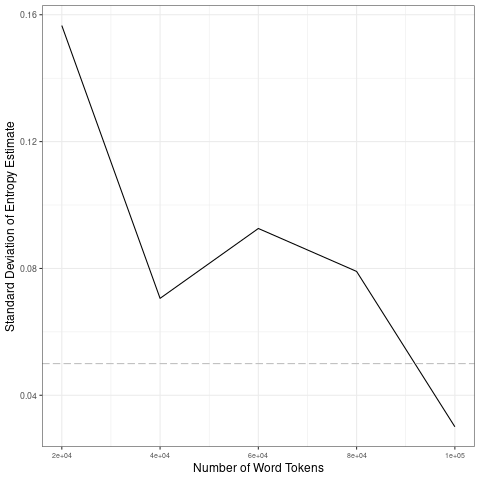 Standard Deviation of Entropy Estimate
0.16
0.12
0.08
0.04
2e+04 4e+04 6e+04 8e+04 1e+05
Number of Word Tokens